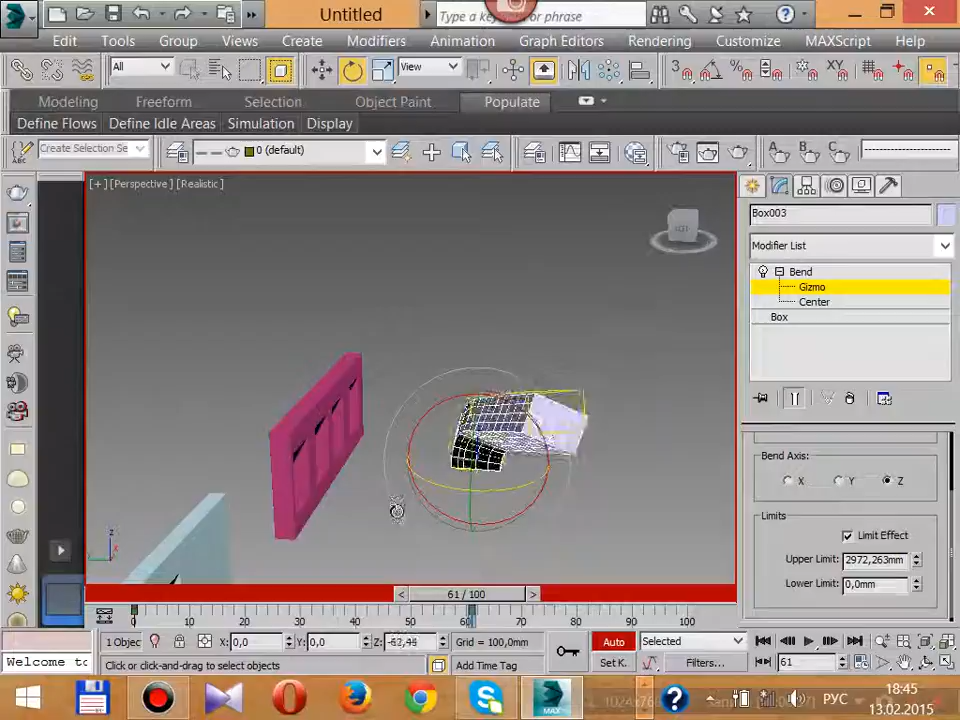 Untitled
Type a keyword or phrase
Edit Tools Group Views Create Modifiers Animation Graph Editors Rendering Customize MAXScript Help
All View
Modeling Freeform Selection Object Paint Populate
Define Flows Define Idle Areas Simulation Display
Create Selection Se 0 (default)
[+] [Perspective] [Realistic]
Box003
Modifier List
Bend
Gizmo
Center
Box
Bend Axis:
X Y Z
Limits
Limit Effect
Upper Limit: 2972,263mm
Lower Limit: 0,0mm
61 / 100
0 10 20 30 40 50 70 80 90 100
1 Object X: 0,0 Y: 0,0 Z: -62,44 Grid = 100,0mm Auto Selected
Welcome to Click or click-and-drag to select objects Add Time Tag Set K. Filters... 61
MAX РУС 18:45
13.02.2015